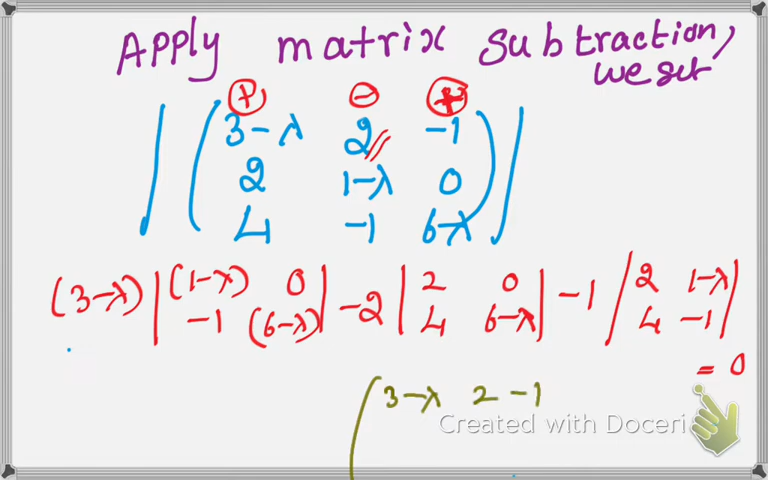 Apply matrix subtraction,
we get
+ - +
3-λ 2 -1
2 1-λ 0
4 -1 6-λ
(3-λ) | (1-λ) 0 | -2 | 2 0 | -1 | 2 1-λ |
-1 (6-λ) 4 6-λ 4 -1
= 0
3-λ 2 -1
Created with Doceri